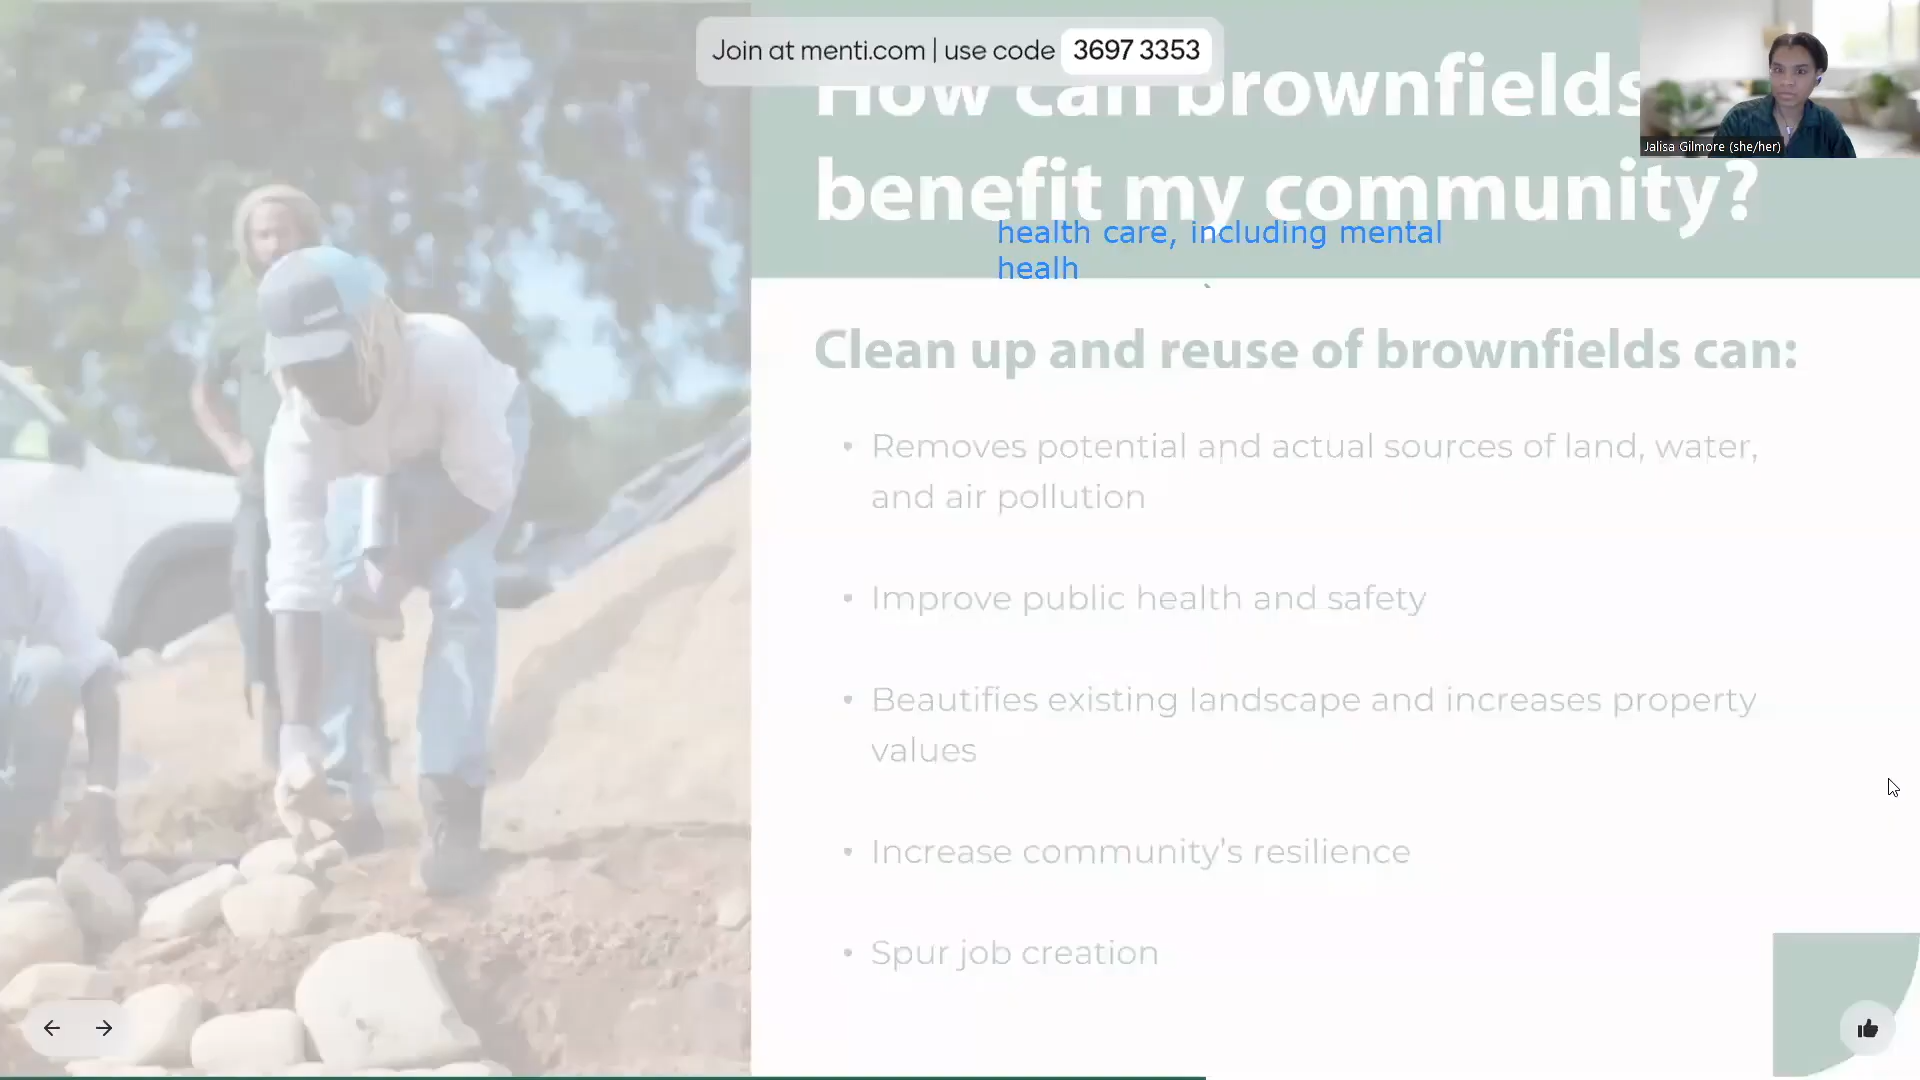 Join at menti.com | use code 3697 3353
How can brownfields
benefit my community?
Jalisa Gilmore (she/her)
health care, including mental
healh
Clean up and reuse of brownfields can:
• Removes potential and actual sources of land, water,
and air pollution
• Improve public health and safety
• Beautifies existing landscape and increases property
values
• Increase community’s resilience
• Spur job creation